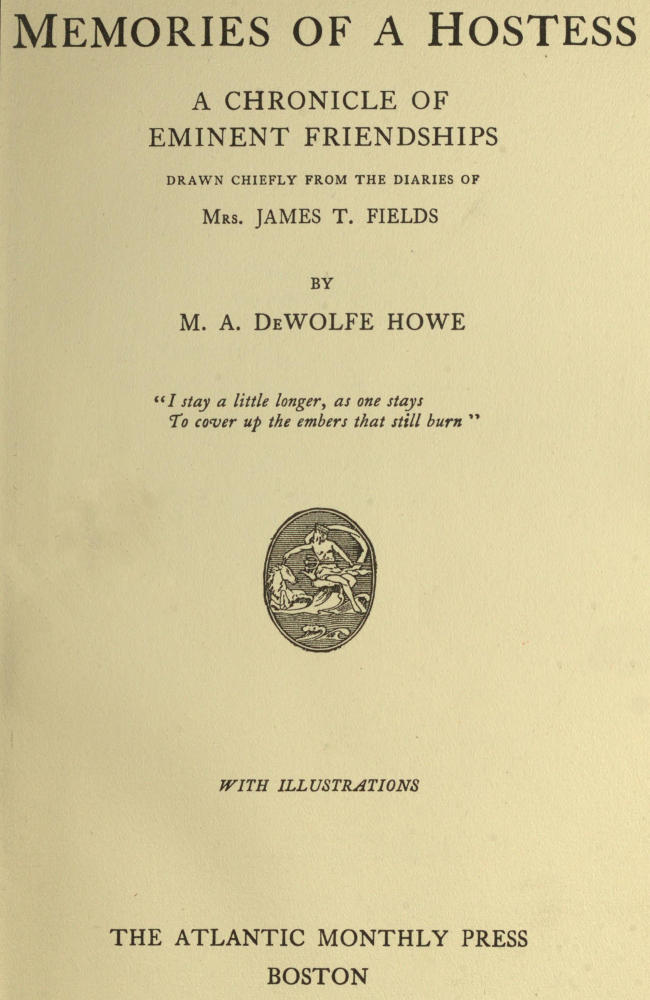 MEMORIES OF A HOSTESS
A CHRONICLE OF
EMINENT FRIENDSHIPS
DRAWN CHIEFLY FROM THE DIARIES OF
MRS. JAMES T. FIELDS
BY
M. A. DEWOLFE HOWE
“I stay a little longer, as one stays
To cover up the embers that still burn”
WITH ILLUSTRATIONS
THE ATLANTIC MONTHLY PRESS
BOSTON